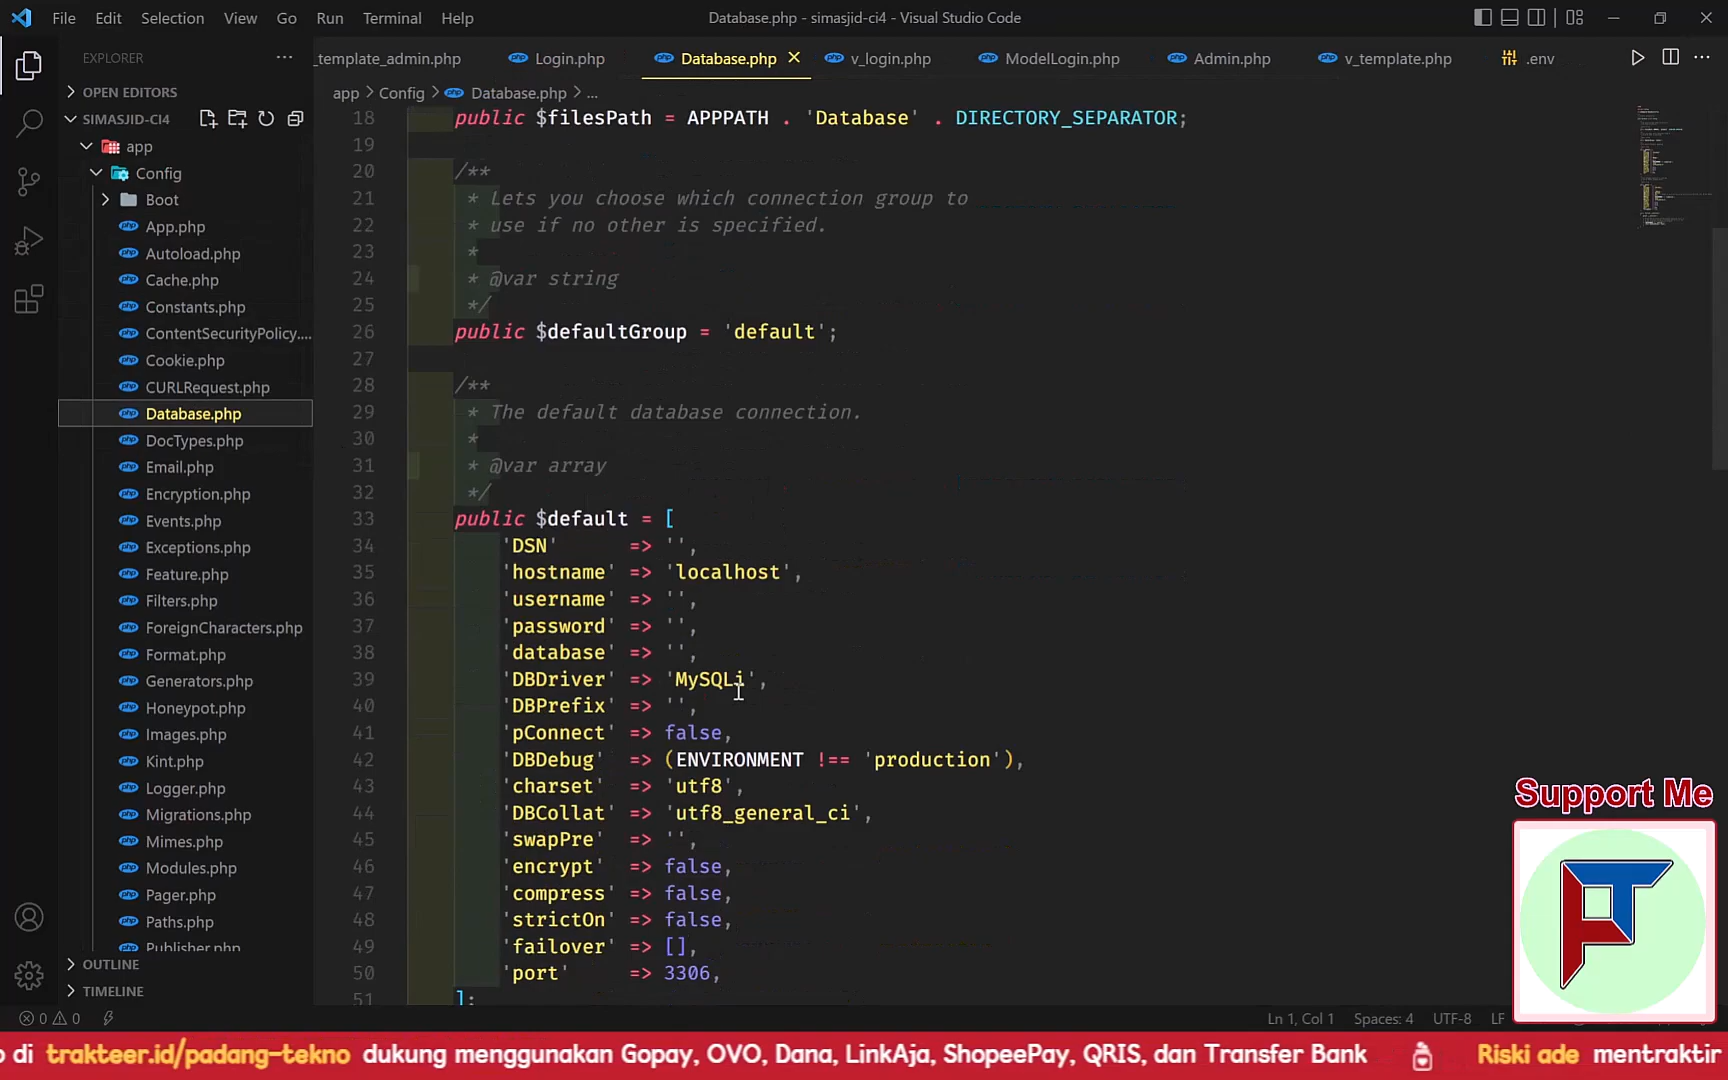 File Edit Selection View Go Run Terminal Help
Database.php - simasjid-ci4 - Visual Studio Code
EXPLORER
_template_admin.php Login.php Database.php v_login.php ModelLogin.php Admin.php v_template.php .env
OPEN EDITORS
app > Config > Database.php > ...
SIMASJID-CI4
app
Config
Boot
App.php
Autoload.php
Cache.php
Constants.php
ContentSecurityPolicy....
Cookie.php
CURLRequest.php
Database.php
DocTypes.php
Email.php
Encryption.php
Events.php
Exceptions.php
Feature.php
Filters.php
ForeignCharacters.php
Format.php
Generators.php
Honeypot.php
Images.php
Kint.php
Logger.php
Migrations.php
Mimes.php
Modules.php
Pager.php
Paths.php
Publisher.php
OUTLINE
TIMELINE
18 public $filesPath = APPPATH . 'Database' . DIRECTORY_SEPARATOR;
19
20 /**
21 * Lets you choose which connection group to
22 * use if no other is specified.
23 *
24 * @var string
25 */
26 public $defaultGroup = 'default';
27
28 /**
29 * The default database connection.
30 *
31 * @var array
32 */
33 public $default = [
34 'DSN' => '',
35 'hostname' => 'localhost',
36 'username' => '',
37 'password' => '',
38 'database' => '',
39 'DBDriver' => 'MySQLi',
40 'DBPrefix' => '',
41 'pConnect' => false,
42 'DBDebug' => (ENVIRONMENT !== 'production'),
43 'charset' => 'utf8',
44 'DBCollat' => 'utf8_general_ci',
45 'swapPre' => '',
46 'encrypt' => false,
47 'compress' => false,
48 'strictOn' => false,
49 'failover' => [],
50 'port' => 3306,
51 ];
Support Me
PT
0 0
Ln 1, Col 1 Spaces: 4 UTF-8 LF
o di trakteer.id/padang-tekno dukung menggunakan Gopay, OVO, Dana, LinkAja, ShopeePay, QRIS, dan Transfer Bank Riski ade mentraktir